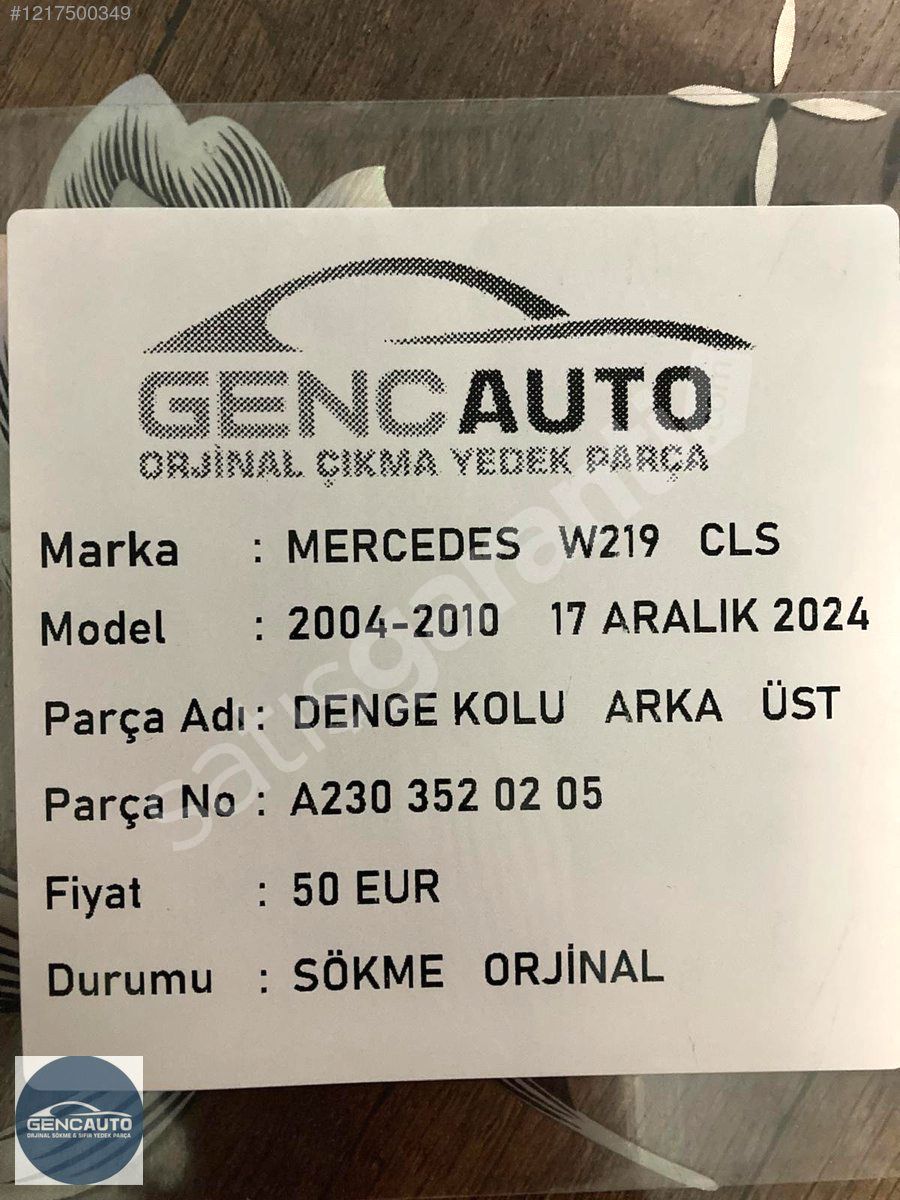 #1217500349
GENCAUTO
ORJİNAL ÇIKMA YEDEK PARÇA
Marka : MERCEDES W219 CLS
Model : 2004-2010 17 ARALIK 2024
Parça Adı : DENGE KOLU ARKA ÜST
Parça No : A230 352 02 05
Fiyat : 50 EUR
Durumu : SÖKME ORJİNAL
satışgaranti.com
GENCAUTO
ORJİNAL SÖKME & SIFIR YEDEK PARÇA